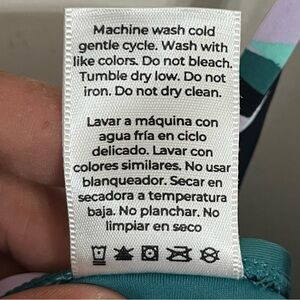 Machine wash cold
gentle cycle. Wash with
like colors. Do not bleach.
Tumble dry low. Do not
iron. Do not dry clean.
Lavar a máquina con
agua fría en ciclo
delicado. Lavar con
colores similares. No usar
blanqueador. Secar en
secadora a temperatura
baja. No planchar. No
limpiar en seco